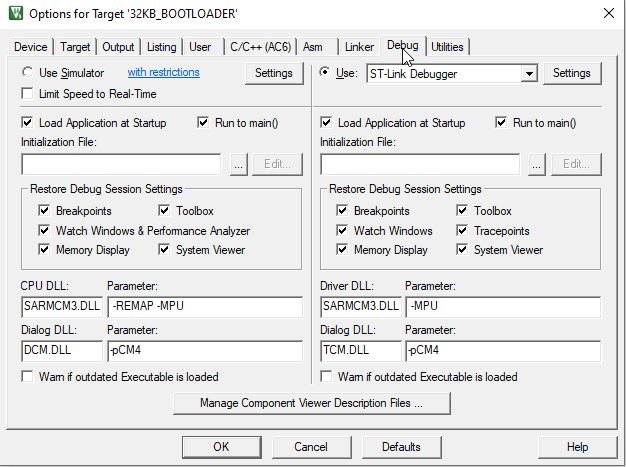 Options for Target '32KB_BOOTLOADER'
Device Target Output Listing User C/C++ (AC6) Asm Linker Debug Utilities
Use Simulator with restrictions Settings
Limit Speed to Real-Time
Load Application at Startup Run to main()
Initialization File:
... Edit...
Restore Debug Session Settings
Breakpoints Toolbox
Watch Windows & Performance Analyzer
Memory Display System Viewer
CPU DLL: Parameter:
SARMCM3.DLL -REMAP -MPU
Dialog DLL: Parameter:
DCM.DLL -pCM4
Warn if outdated Executable is loaded
Use: ST-Link Debugger Settings
Load Application at Startup Run to main()
Initialization File:
... Edit...
Restore Debug Session Settings
Breakpoints Toolbox
Watch Windows Tracepoints
Memory Display System Viewer
Driver DLL: Parameter:
SARMCM3.DLL -MPU
Dialog DLL: Parameter:
TCM.DLL -pCM4
Warn if outdated Executable is loaded
Manage Component Viewer Description Files ...
OK Cancel Defaults Help